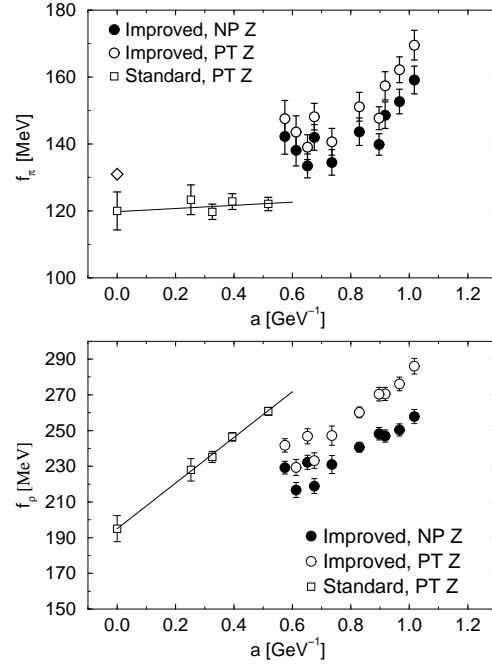 Improved, NP Z
Improved, PT Z
Standard, PT Z
180
160
140
120
100
f_π [MeV]
0.0 0.2 0.4 0.6 0.8 1.0 1.2
a [GeV⁻¹]
290
270
250
230
210
190
170
150
f_ρ [MeV]
Improved, NP Z
Improved, PT Z
Standard, PT Z
0.0 0.2 0.4 0.6 0.8 1.0 1.2
a [GeV⁻¹]